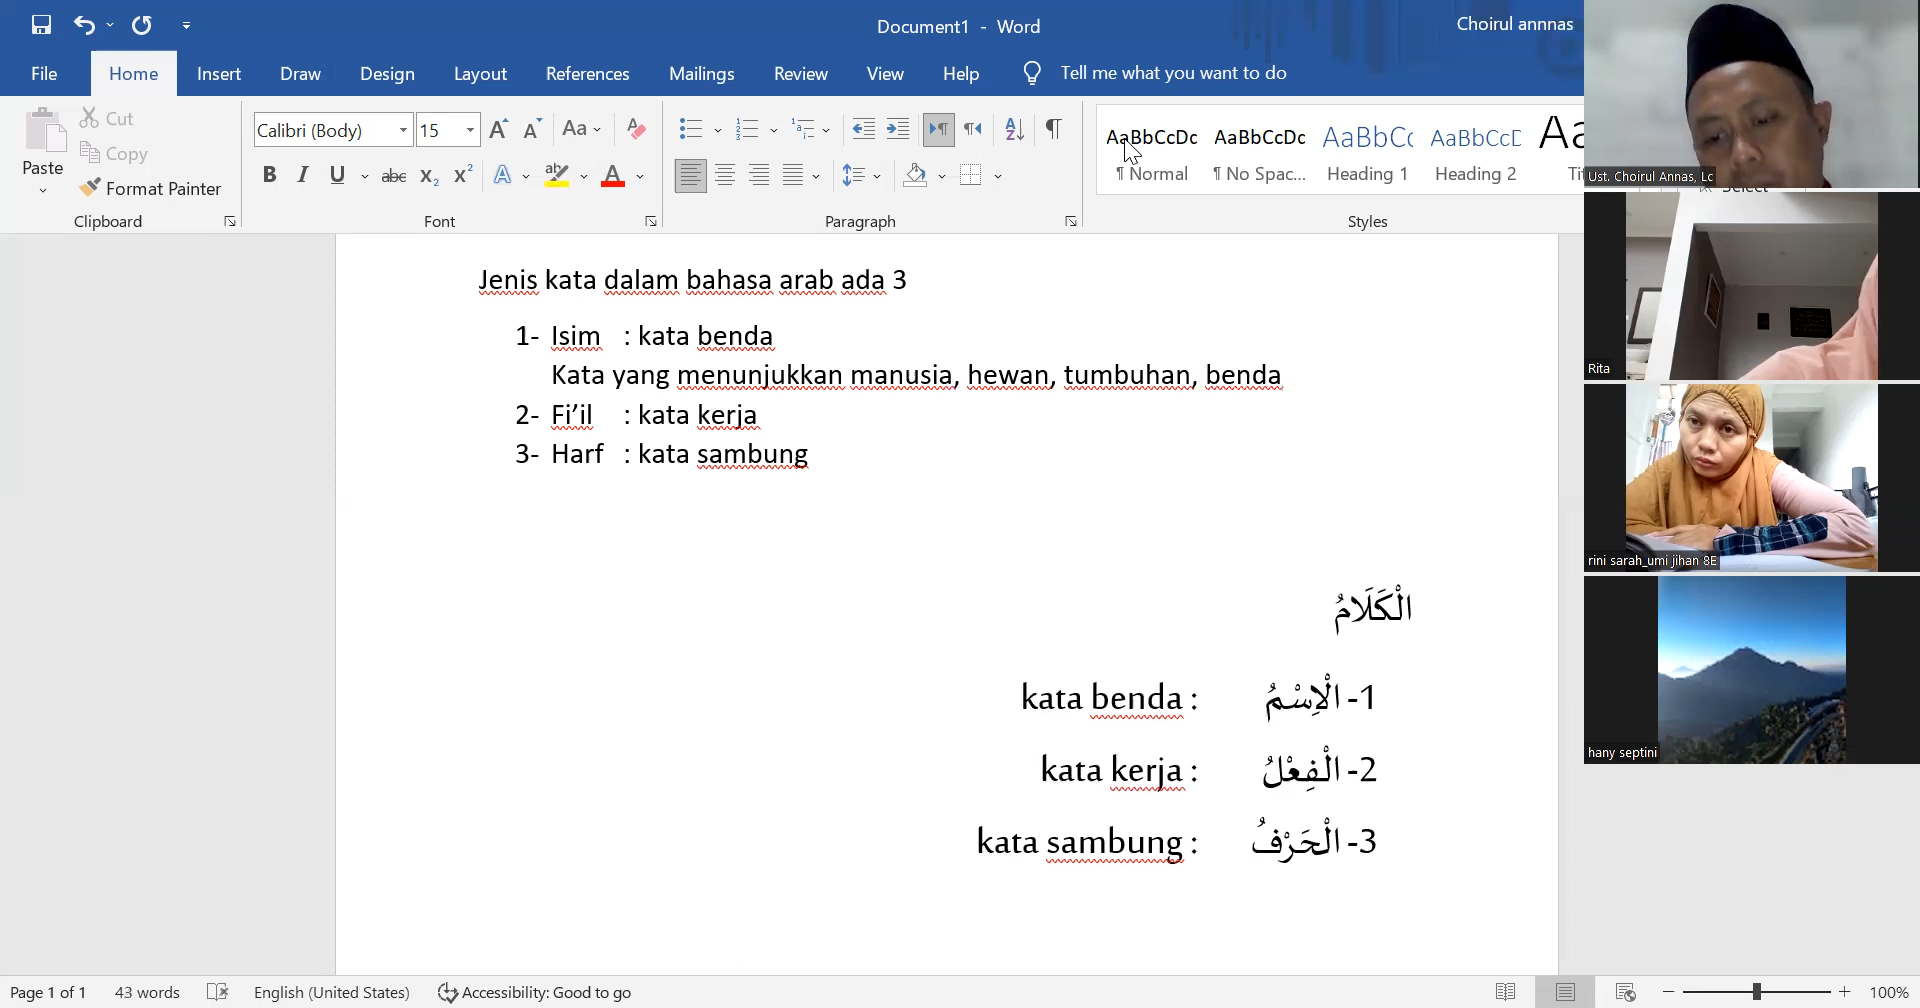 Document1 - Word
Choirul annnas
File Home Insert Draw Design Layout References Mailings Review View Help Tell me what you want to do
Paste
Cut
Copy
Format Painter
Clipboard
Calibri (Body) 15
Font
Paragraph
AaBbCcDc AaBbCcDc AaBbCc AaBbCcD Aa
¶ Normal ¶ No Spac... Heading 1 Heading 2 Tit
Styles
Select
Ust. Choirul Annas, Lc
Rita
rini sarah_umi jihan 8E
hany septini
Jenis kata dalam bahasa arab ada 3
1- Isim : kata benda
Kata yang menunjukkan manusia, hewan, tumbuhan, benda
2- Fi’il : kata kerja
3- Harf : kata sambung
الْكَلَامُ
1- الْاِسْمُ : kata benda
2- الْفِعْلُ : kata kerja
3- الْحَرْفُ : kata sambung
Page 1 of 1 43 words English (United States) Accessibility: Good to go 100%